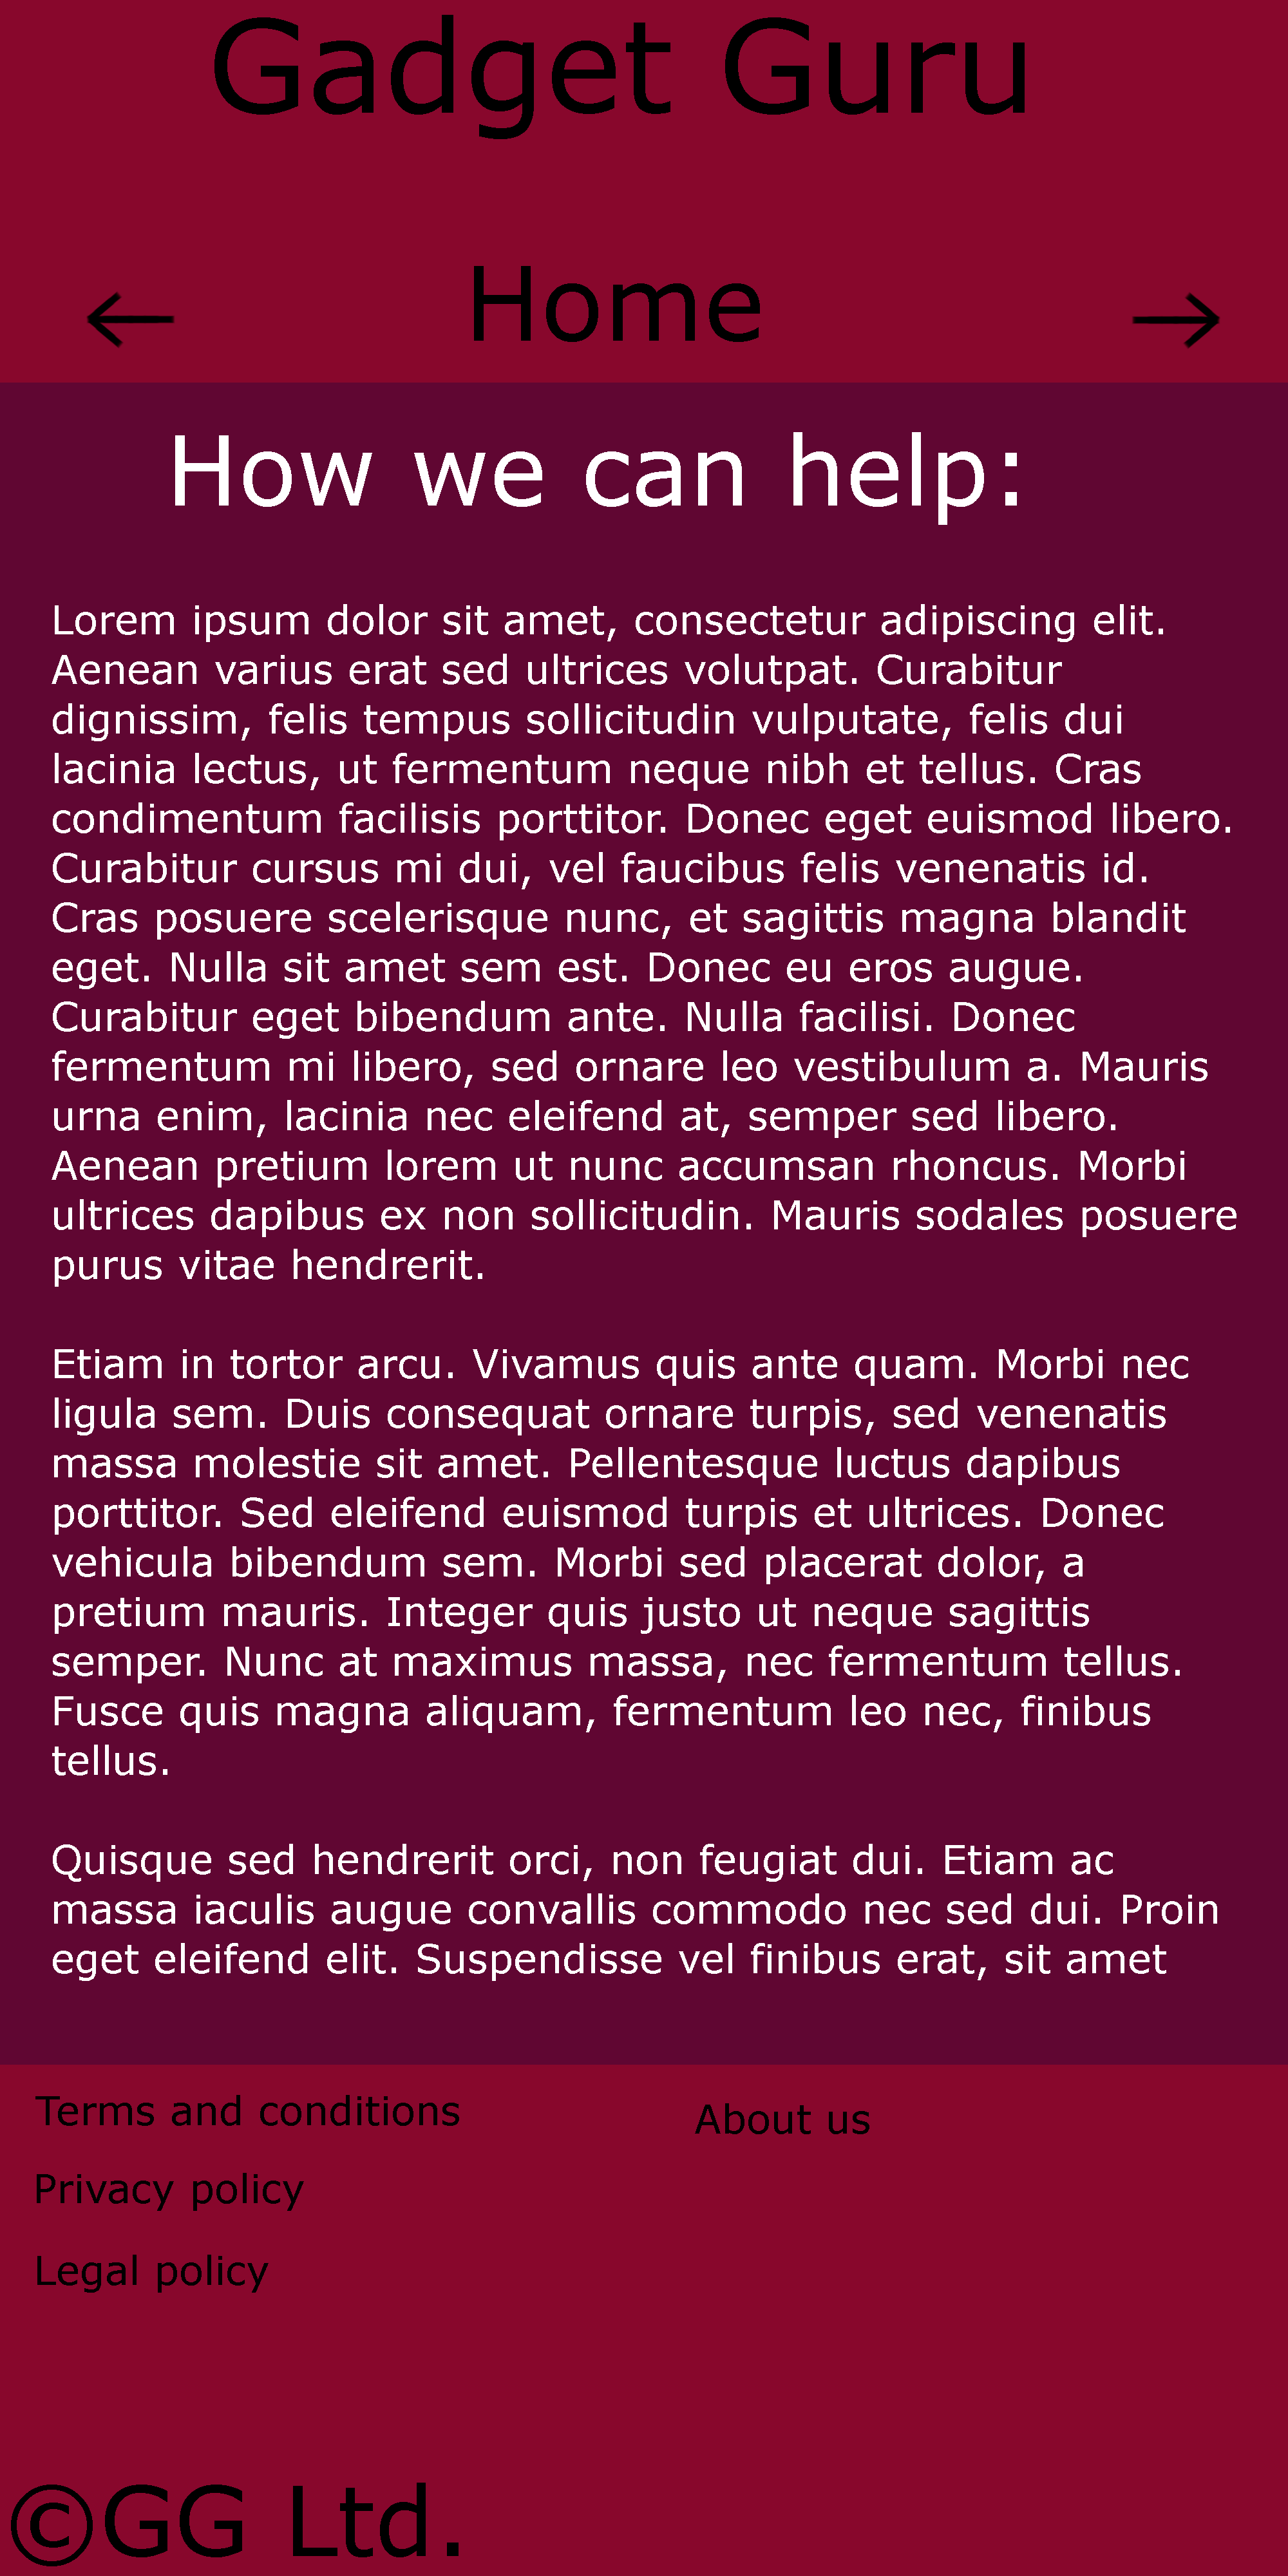 Gadget Guru
← Home →
How we can help:
Lorem ipsum dolor sit amet, consectetur adipiscing elit.
Aenean varius erat sed ultrices volutpat. Curabitur
dignissim, felis tempus sollicitudin vulputate, felis dui
lacinia lectus, ut fermentum neque nibh et tellus. Cras
condimentum facilisis porttitor. Donec eget euismod libero.
Curabitur cursus mi dui, vel faucibus felis venenatis id.
Cras posuere scelerisque nunc, et sagittis magna blandit
eget. Nulla sit amet sem est. Donec eu eros augue.
Curabitur eget bibendum ante. Nulla facilisi. Donec
fermentum mi libero, sed ornare leo vestibulum a. Mauris
urna enim, lacinia nec eleifend at, semper sed libero.
Aenean pretium lorem ut nunc accumsan rhoncus. Morbi
ultrices dapibus ex non sollicitudin. Mauris sodales posuere
purus vitae hendrerit.
Etiam in tortor arcu. Vivamus quis ante quam. Morbi nec
ligula sem. Duis consequat ornare turpis, sed venenatis
massa molestie sit amet. Pellentesque luctus dapibus
porttitor. Sed eleifend euismod turpis et ultrices. Donec
vehicula bibendum sem. Morbi sed placerat dolor, a
pretium mauris. Integer quis justo ut neque sagittis
semper. Nunc at maximus massa, nec fermentum tellus.
Fusce quis magna aliquam, fermentum leo nec, finibus
tellus.
Quisque sed hendrerit orci, non feugiat dui. Etiam ac
massa iaculis augue convallis commodo nec sed dui. Proin
eget eleifend elit. Suspendisse vel finibus erat, sit amet
Terms and conditions
About us
Privacy policy
Legal policy
©GG Ltd.